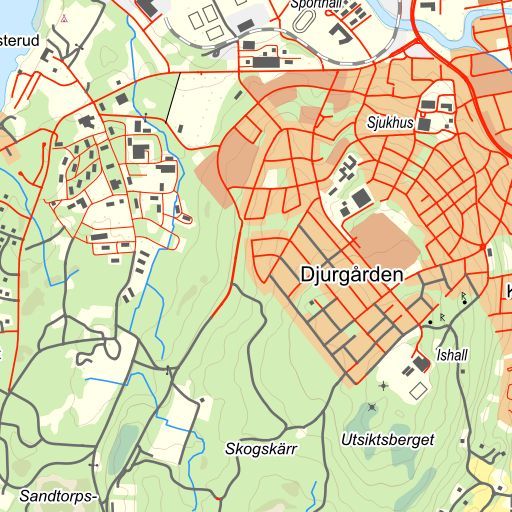 Sporthall
sterud
Sjukhus
Djurgården
K
Ishall
Utsiktsberget
Skogskärr
Sandtorps-